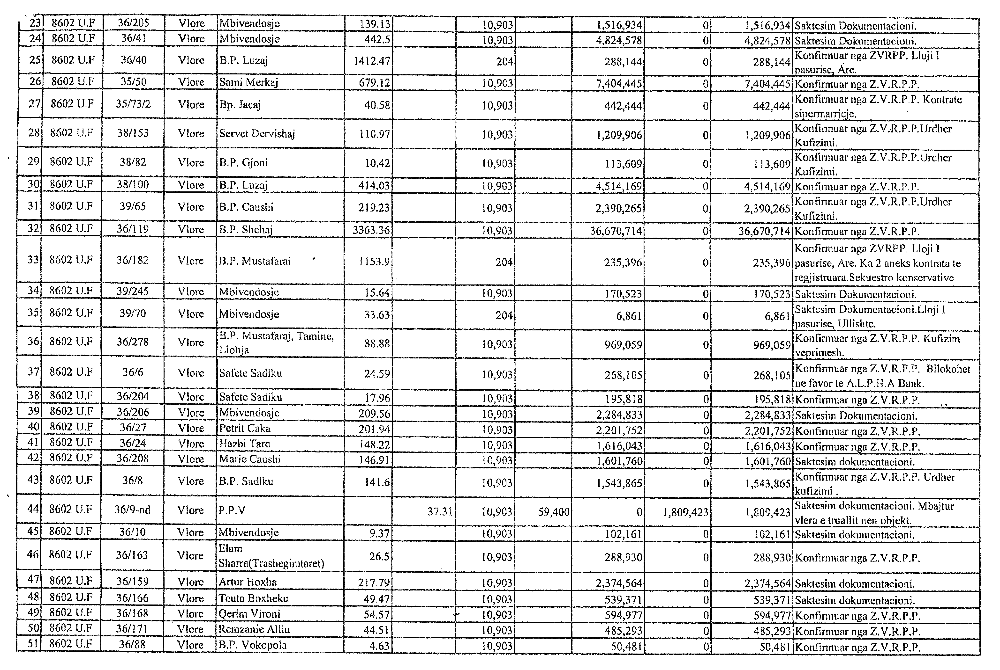 23 8602 U.F 36/205 Vlore Mbivendosje 139.13 10,903 1,516,934 0 1,516,934 Saktesim Dokumentacioni.
24 8602 U.F 36/41 Vlore Mbivendosje 442.5 10,903 4,824,578 0 4,824,578 Saktesim Dokumentacioni.
25 8602 U.F 36/40 Vlore B.P. Luzaj 1412.47 204 288,144 0 288,144 Konfirmuar nga ZVRPP. Lloji I
pasurise, Are.
26 8602 U.F 35/50 Vlore Sami Merkaj 679.12 10,903 7,404,445 0 7,404,445 Konfirmuar nga Z.V.R.P.P.
27 8602 U.F 35/73/2 Vlore Bp. Jacaj 40.58 10,903 442,444 0 442,444 Konfirmuar nga Z.V.R.P.P. Kontrate
sipermarrjeje.
28 8602 U.F 38/153 Vlore Servet Dervishaj 110.97 10,903 1,209,906 0 1,209,906 Konfirmuar nga Z.V.R.P.P.Urdher
Kufizimi.
29 8602 U.F 38/82 Vlore B.P. Gjoni 10.42 10,903 113,609 0 113,609 Konfirmuar nga Z.V.R.P.P.Urdher
Kufizimi.
30 8602 U.F 38/100 Vlore B.P. Luzaj 414.03 10,903 4,514,169 0 4,514,169 Konfirmuar nga Z.V.R.P.P.
31 8602 U.F 39/65 Vlore B.P. Caushi 219.23 10,903 2,390,265 0 2,390,265 Konfirmuar nga Z.V.R.P.P.Urdher
Kufizimi.
32 8602 U.F 36/119 Vlore B.P. Shehaj 3363.36 10,903 36,670,714 0 36,670,714 Konfirmuar nga Z.V.R.P.P.
33 8602 U.F 36/182 Vlore B.P. Mustafarai 1153.9 204 235,396 0 235,396 Konfirmuar nga ZVRPP. Lloji I
pasurise, Are. Ka 2 aneks kontrata te
regjistruara.Sekuestro konservative
34 8602 U.F 39/245 Vlore Mbivendosje 15.64 10,903 170,523 0 170,523 Saktesim Dokumentacioni.
35 8602 U.F 39/70 Vlore Mbivendosje 33.63 204 6,861 0 6,861 Saktesim Dokumentacioni.Lloji I
pasurise, Ullishte.
36 8602 U.F 36/278 Vlore B.P. Mustafaraj, Tamine,
Llohja 88.88 10,903 969,059 0 969,059 Konfirmuar nga Z.V.R.P.P. Kufizim
veprimesh.
37 8602 U.F 36/6 Vlore Safete Sadiku 24.59 10,903 268,105 0 268,105 Konfirmuar nga Z.V.R.P.P. Bllokohet
ne favor te A.L.P.H.A Bank.
38 8602 U.F 36/204 Vlore Safete Sadiku 17.96 10,903 195,818 0 195,818 Konfirmuar nga Z.V.R.P.P.
39 8602 U.F 36/206 Vlore Mbivendosje 209.56 10,903 2,284,833 0 2,284,833 Saktesim Dokumentacioni.
40 8602 U.F 36/27 Vlore Petrit Caka 201.94 10,903 2,201,752 0 2,201,752 Konfirmuar nga Z.V.R.P.P.
41 8602 U.F 36/24 Vlore Hazbi Tare 148.22 10,903 1,616,043 0 1,616,043 Konfirmuar nga Z.V.R.P.P.
42 8602 U.F 36/208 Vlore Marie Caushi 146.91 10,903 1,601,760 0 1,601,760 Saktesim dokumentacioni.
43 8602 U.F 36/8 Vlore B.P. Sadiku 141.6 10,903 1,543,865 0 1,543,865 Konfirmuar nga Z.V.R.P.P. Urdher
kufizimi .
44 8602 U.F 36/9-nd Vlore P.P.V 37.31 10,903 59,400 0 1,809,423 1,809,423 Saktesim dokumentacioni. Mbajtur
vlera e truallit nen objekt.
45 8602 U.F 36/10 Vlore Mbivendosje 9.37 10,903 102,161 0 102,161 Saktesim dokumentacioni.
46 8602 U.F 36/163 Vlore Elam
Sharra(Trashegimtaret) 26.5 10,903 288,930 0 288,930 Konfirmuar nga Z.V.R.P.P.
47 8602 U.F 36/159 Vlore Artur Hoxha 217.79 10,903 2,374,564 0 2,374,564 Saktesim dokumentacioni.
48 8602 U.F 36/166 Vlore Teuta Boxheku 49.47 10,903 539,371 0 539,371 Saktesim dokumentacioni.
49 8602 U.F 36/168 Vlore Qerim Vironi 54.57 10,903 594,977 0 594,977 Konfirmuar nga Z.V.R.P.P.
50 8602 U.F 36/171 Vlore Remzanie Alliu 44.51 10,903 485,293 0 485,293 Konfirmuar nga Z.V.R.P.P.
51 8602 U.F 36/88 Vlore B.P. Vokopola 4.63 10,903 50,481 0 50,481 Konfirmuar nga Z.V.R.P.P.